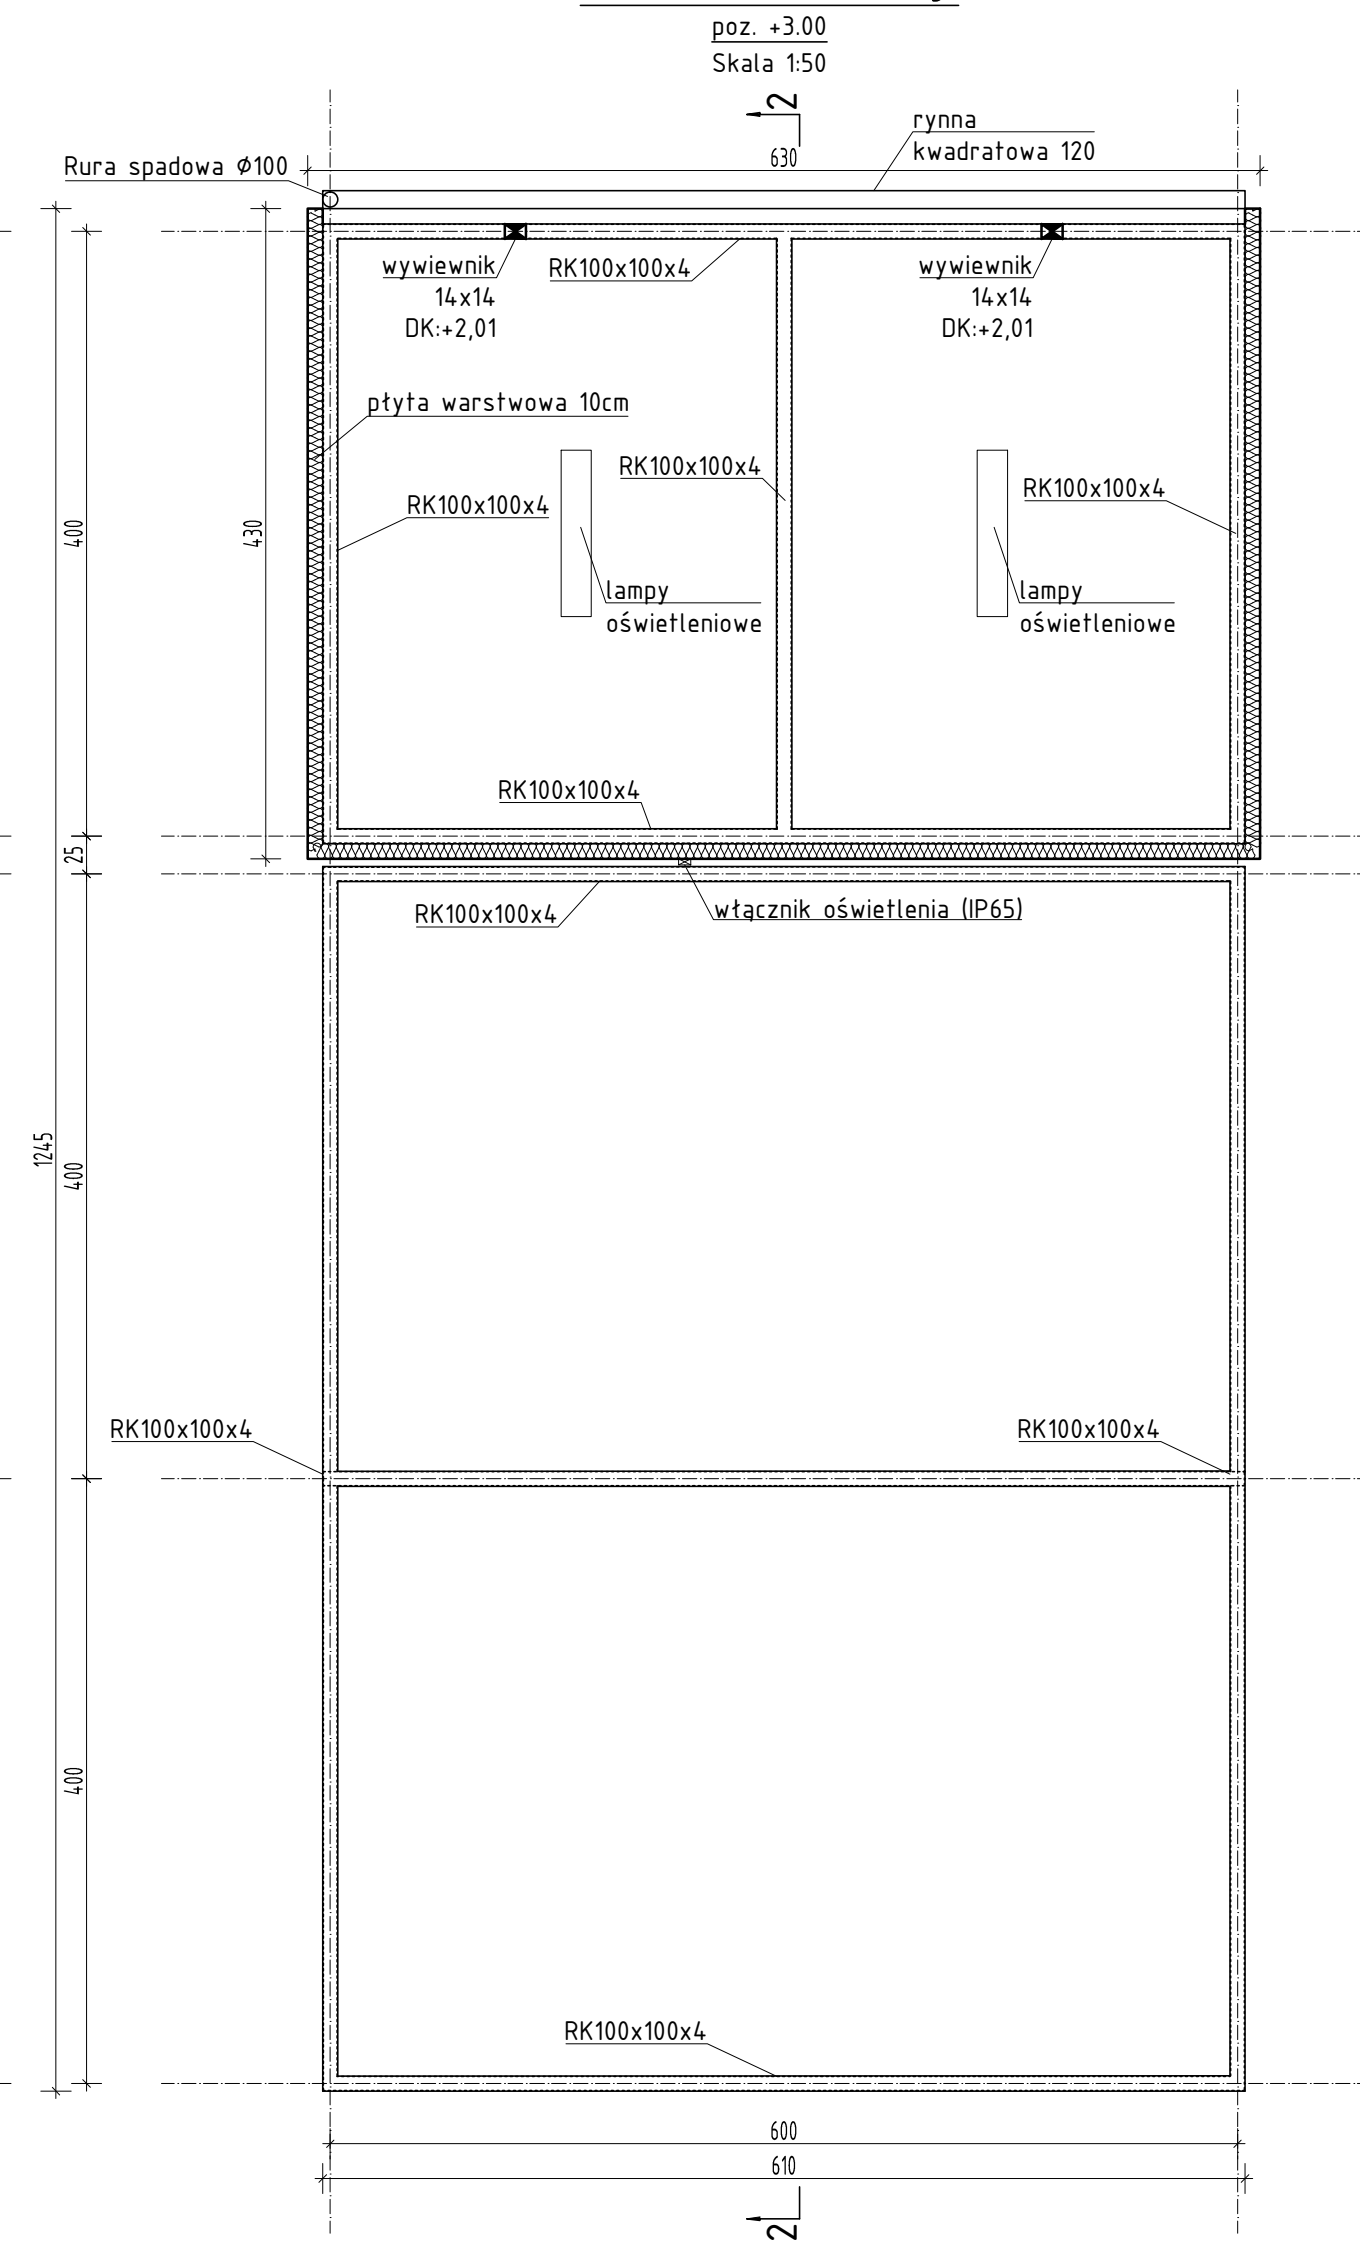 poz. +3.00
Skala 1:50
2
rynna
kwadratowa 120
630
Rura spadowa Ø100
wywiewnik
14x14
DK:+2,01
RK100x100x4
wywiewnik
14x14
DK:+2,01
płyta warstwowa 10cm
RK100x100x4
RK100x100x4
RK100x100x4
400
430
lampy
oświetleniowe
lampy
oświetleniowe
RK100x100x4
25
RK100x100x4
włącznik oświetlenia (IP65)
1245
400
RK100x100x4
RK100x100x4
400
RK100x100x4
600
610
2